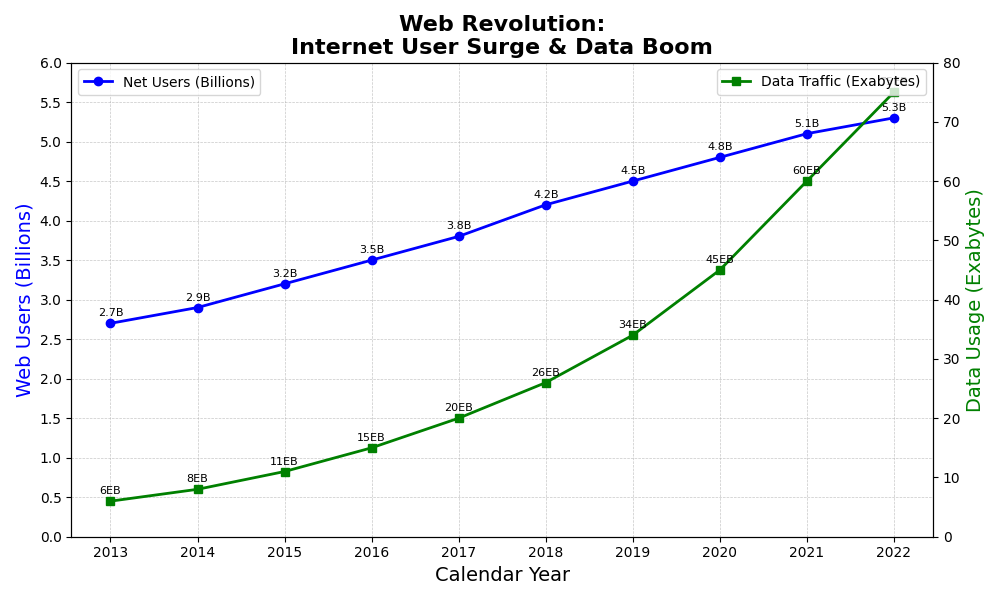 Web Revolution:
Internet User Surge & Data Boom
Net Users (Billions)
Data Traffic (Exabytes)
Web Users (Billions)
6.0
5.5
5.0
4.5
4.0
3.5
3.0
2.5
2.0
1.5
1.0
0.5
0.0
2.7B
2.9B
3.2B
3.5B
3.8B
4.2B
4.5B
4.8B
5.1B
5.3B
6EB
8EB
11EB
15EB
20EB
26EB
34EB
45EB
60EB
80
70
60
50
40
30
20
10
0
Data Usage (Exabytes)
2013
2014
2015
2016
2017
2018
2019
2020
2021
2022
Calendar Year